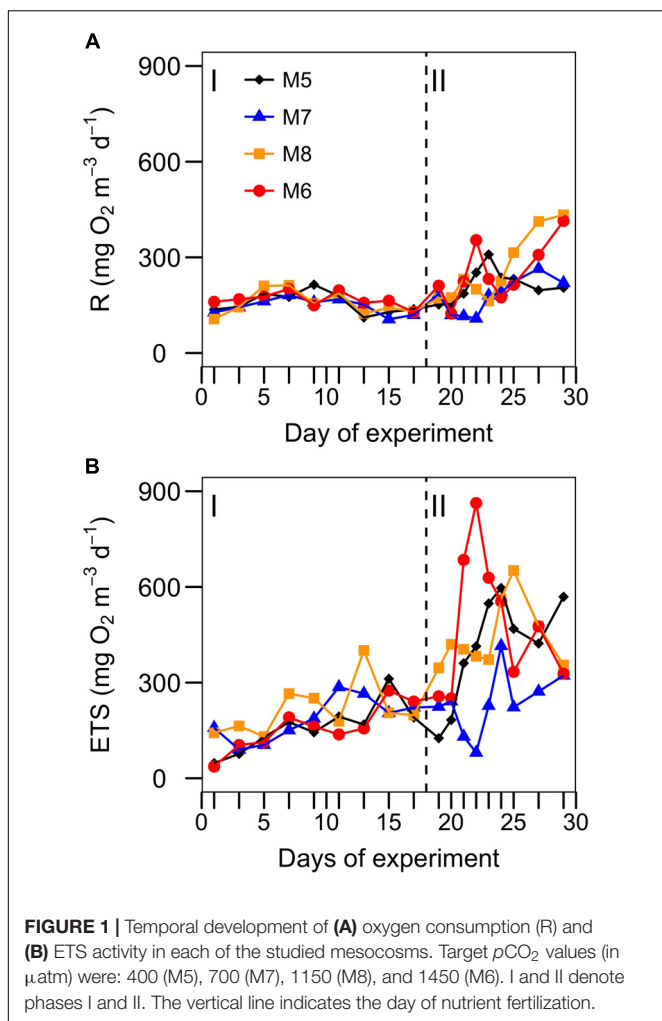 A
900
600
300
0
R (mg O₂ m⁻³ d⁻¹)
I
II
M5
M7
M8
M6
0 5 10 15 20 25 30
Day of experiment
B
900
600
300
0
ETS (mg O₂ m⁻³ d⁻¹)
I
II
0 5 10 15 20 25 30
Days of experiment
FIGURE 1 | Temporal development of (A) oxygen consumption (R) and
(B) ETS activity in each of the studied mesocosms. Target pCO₂ values (in
μatm) were: 400 (M5), 700 (M7), 1150 (M8), and 1450 (M6). I and II denote
phases I and II. The vertical line indicates the day of nutrient fertilization.